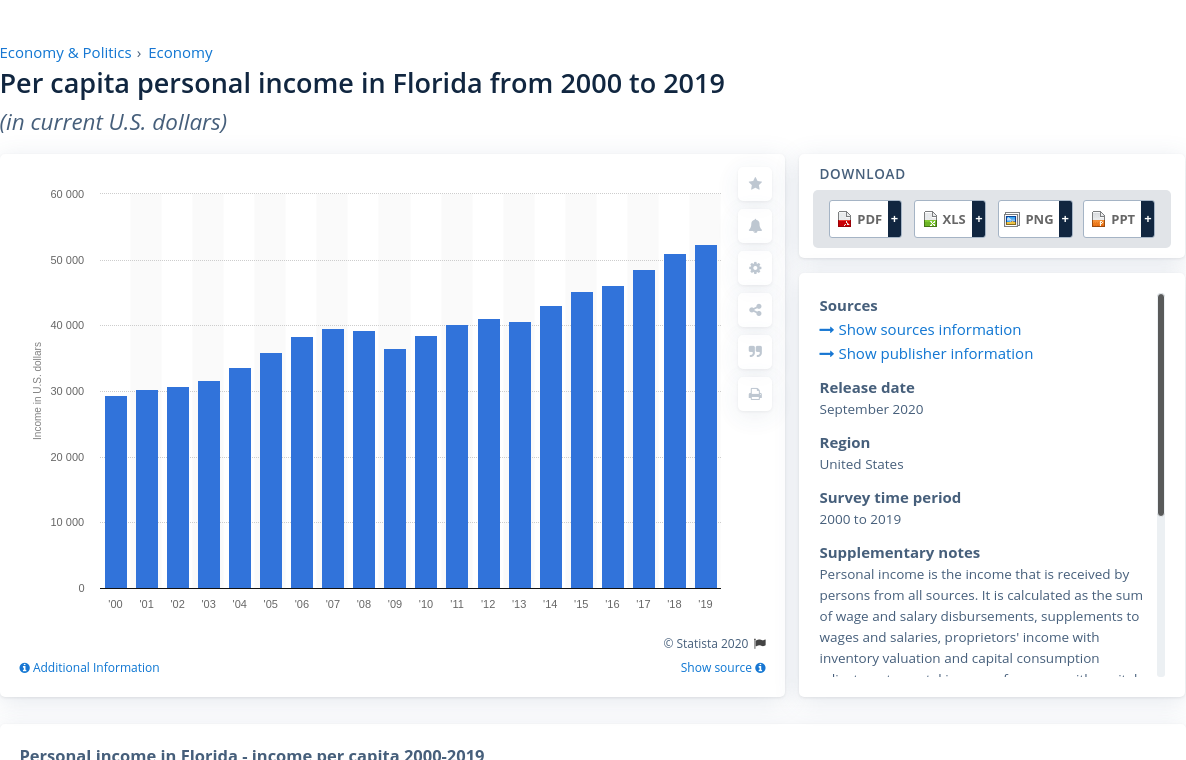 Economy & Politics › Economy
Per capita personal income in Florida from 2000 to 2019
(in current U.S. dollars)
60 000
50 000
40 000
30 000
20 000
10 000
0
Income in U.S. dollars
'00 '01 '02 '03 '04 '05 '06 '07 '08 '09 '10 '11 '12 '13 '14 '15 '16 '17 '18 '19
© Statista 2020
Additional Information
Show source
DOWNLOAD
PDF + XLS + PNG + PPT +
Sources
Show sources information
Show publisher information
Release date
September 2020
Region
United States
Survey time period
2000 to 2019
Supplementary notes
Personal income is the income that is received by
persons from all sources. It is calculated as the sum
of wage and salary disbursements, supplements to
wages and salaries, proprietors' income with
inventory valuation and capital consumption
Personal income in Florida - income per capita 2000-2019